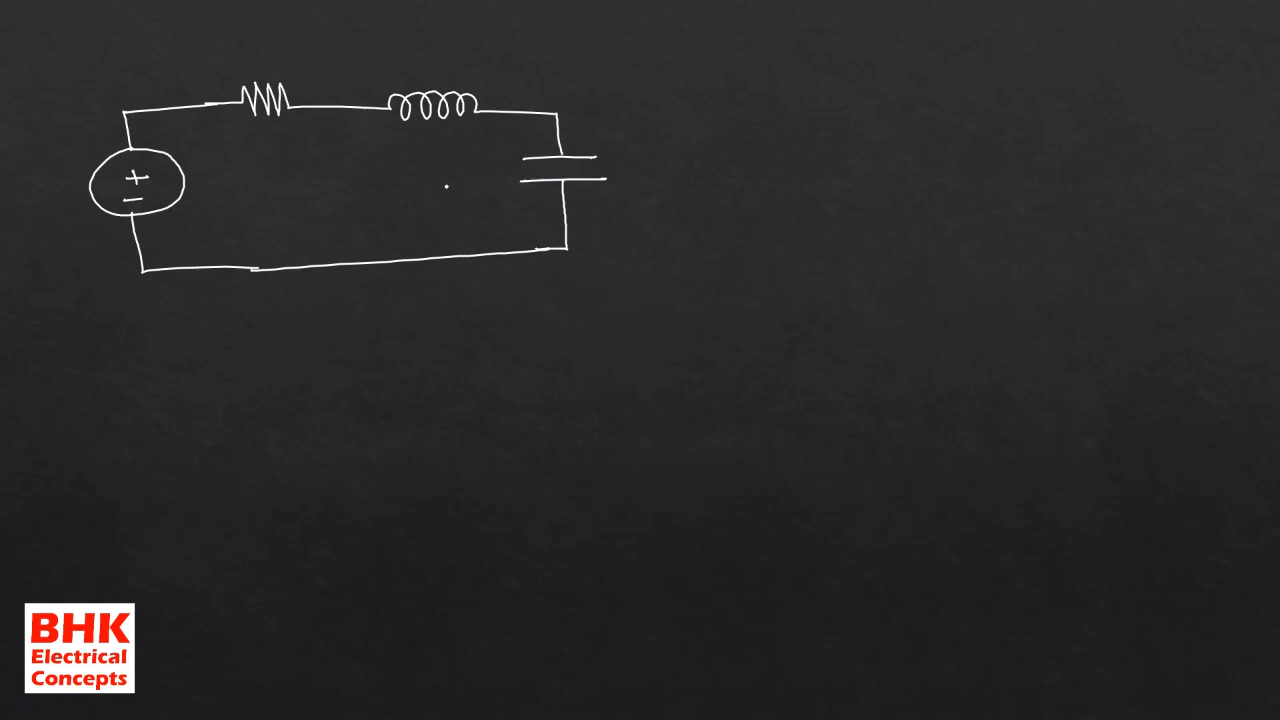 +
−
BHK
Electrical
Concepts